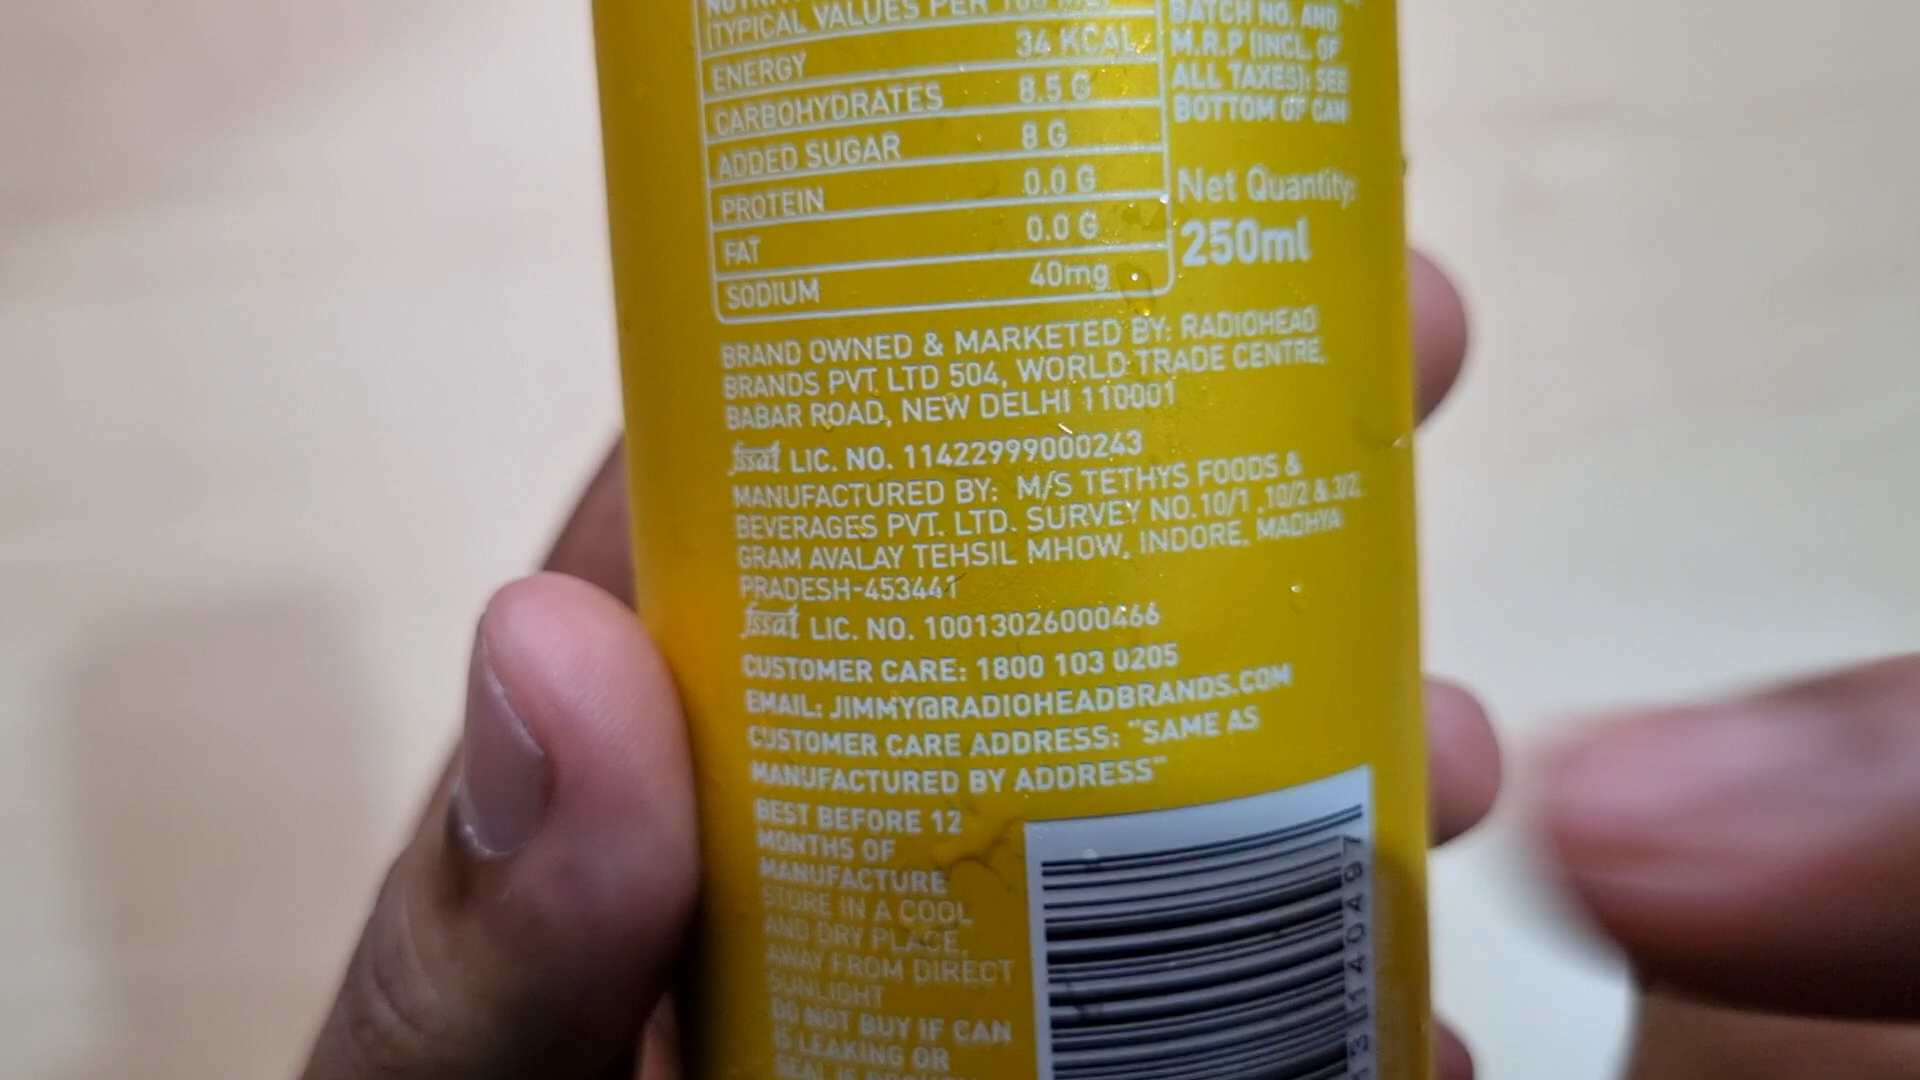 TYPICAL VALUES PER 100
ENERGY 34 KCAL
CARBOHYDRATES 8.5 G
ADDED SUGAR 8 G
PROTEIN 0.0 G
FAT 0.0 G
SODIUM 40mg
BATCH NO. AND
M.R.P (INCL. OF
ALL TAXES): SEE
BOTTOM OF CAN
Net Quantity:
250ml
BRAND OWNED & MARKETED BY: RADIOHEAD
BRANDS PVT LTD 504, WORLD TRADE CENTRE,
BABAR ROAD, NEW DELHI 110001
fssai LIC. NO. 11422999000243
MANUFACTURED BY: M/S TETHYS FOODS &
BEVERAGES PVT. LTD. SURVEY NO.10/1 ,10/2 & 3/2
GRAM AVALAY TEHSIL MHOW, INDORE, MADHYA
PRADESH-453441
fssai LIC. NO. 10013026000466
CUSTOMER CARE: 1800 103 0205
EMAIL: JIMMY@RADIOHEADBRANDS.COM
CUSTOMER CARE ADDRESS: "SAME AS
MANUFACTURED BY ADDRESS"
BEST BEFORE 12
MONTHS OF
MANUFACTURE
STORE IN A COOL
AND DRY PLACE,
AWAY FROM DIRECT
SUNLIGHT
DO NOT BUY IF CAN
IS LEAKING OR
SEAL IS
13140497